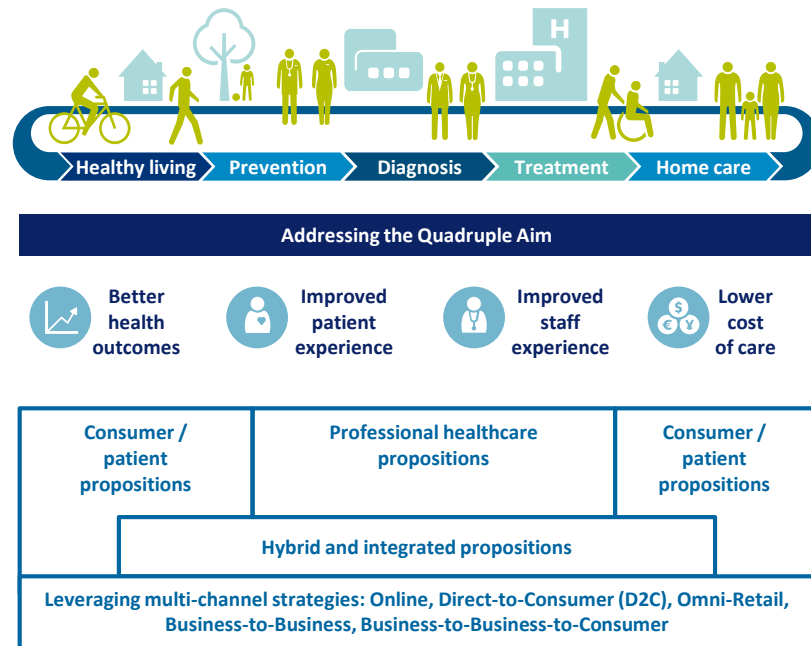 H
Healthy living
Prevention
Diagnosis
Treatment
Home care
Addressing the Quadruple Aim
Better
health
outcomes
Improved
patient
experience
Improved
staff
experience
$
€ ¥
Lower
cost
of care
Consumer /
patient
propositions
Professional healthcare
propositions
Consumer /
patient
propositions
Hybrid and integrated propositions
Leveraging multi-channel strategies: Online, Direct-to-Consumer (D2C), Omni-Retail,
Business-to-Business, Business-to-Business-to-Consumer